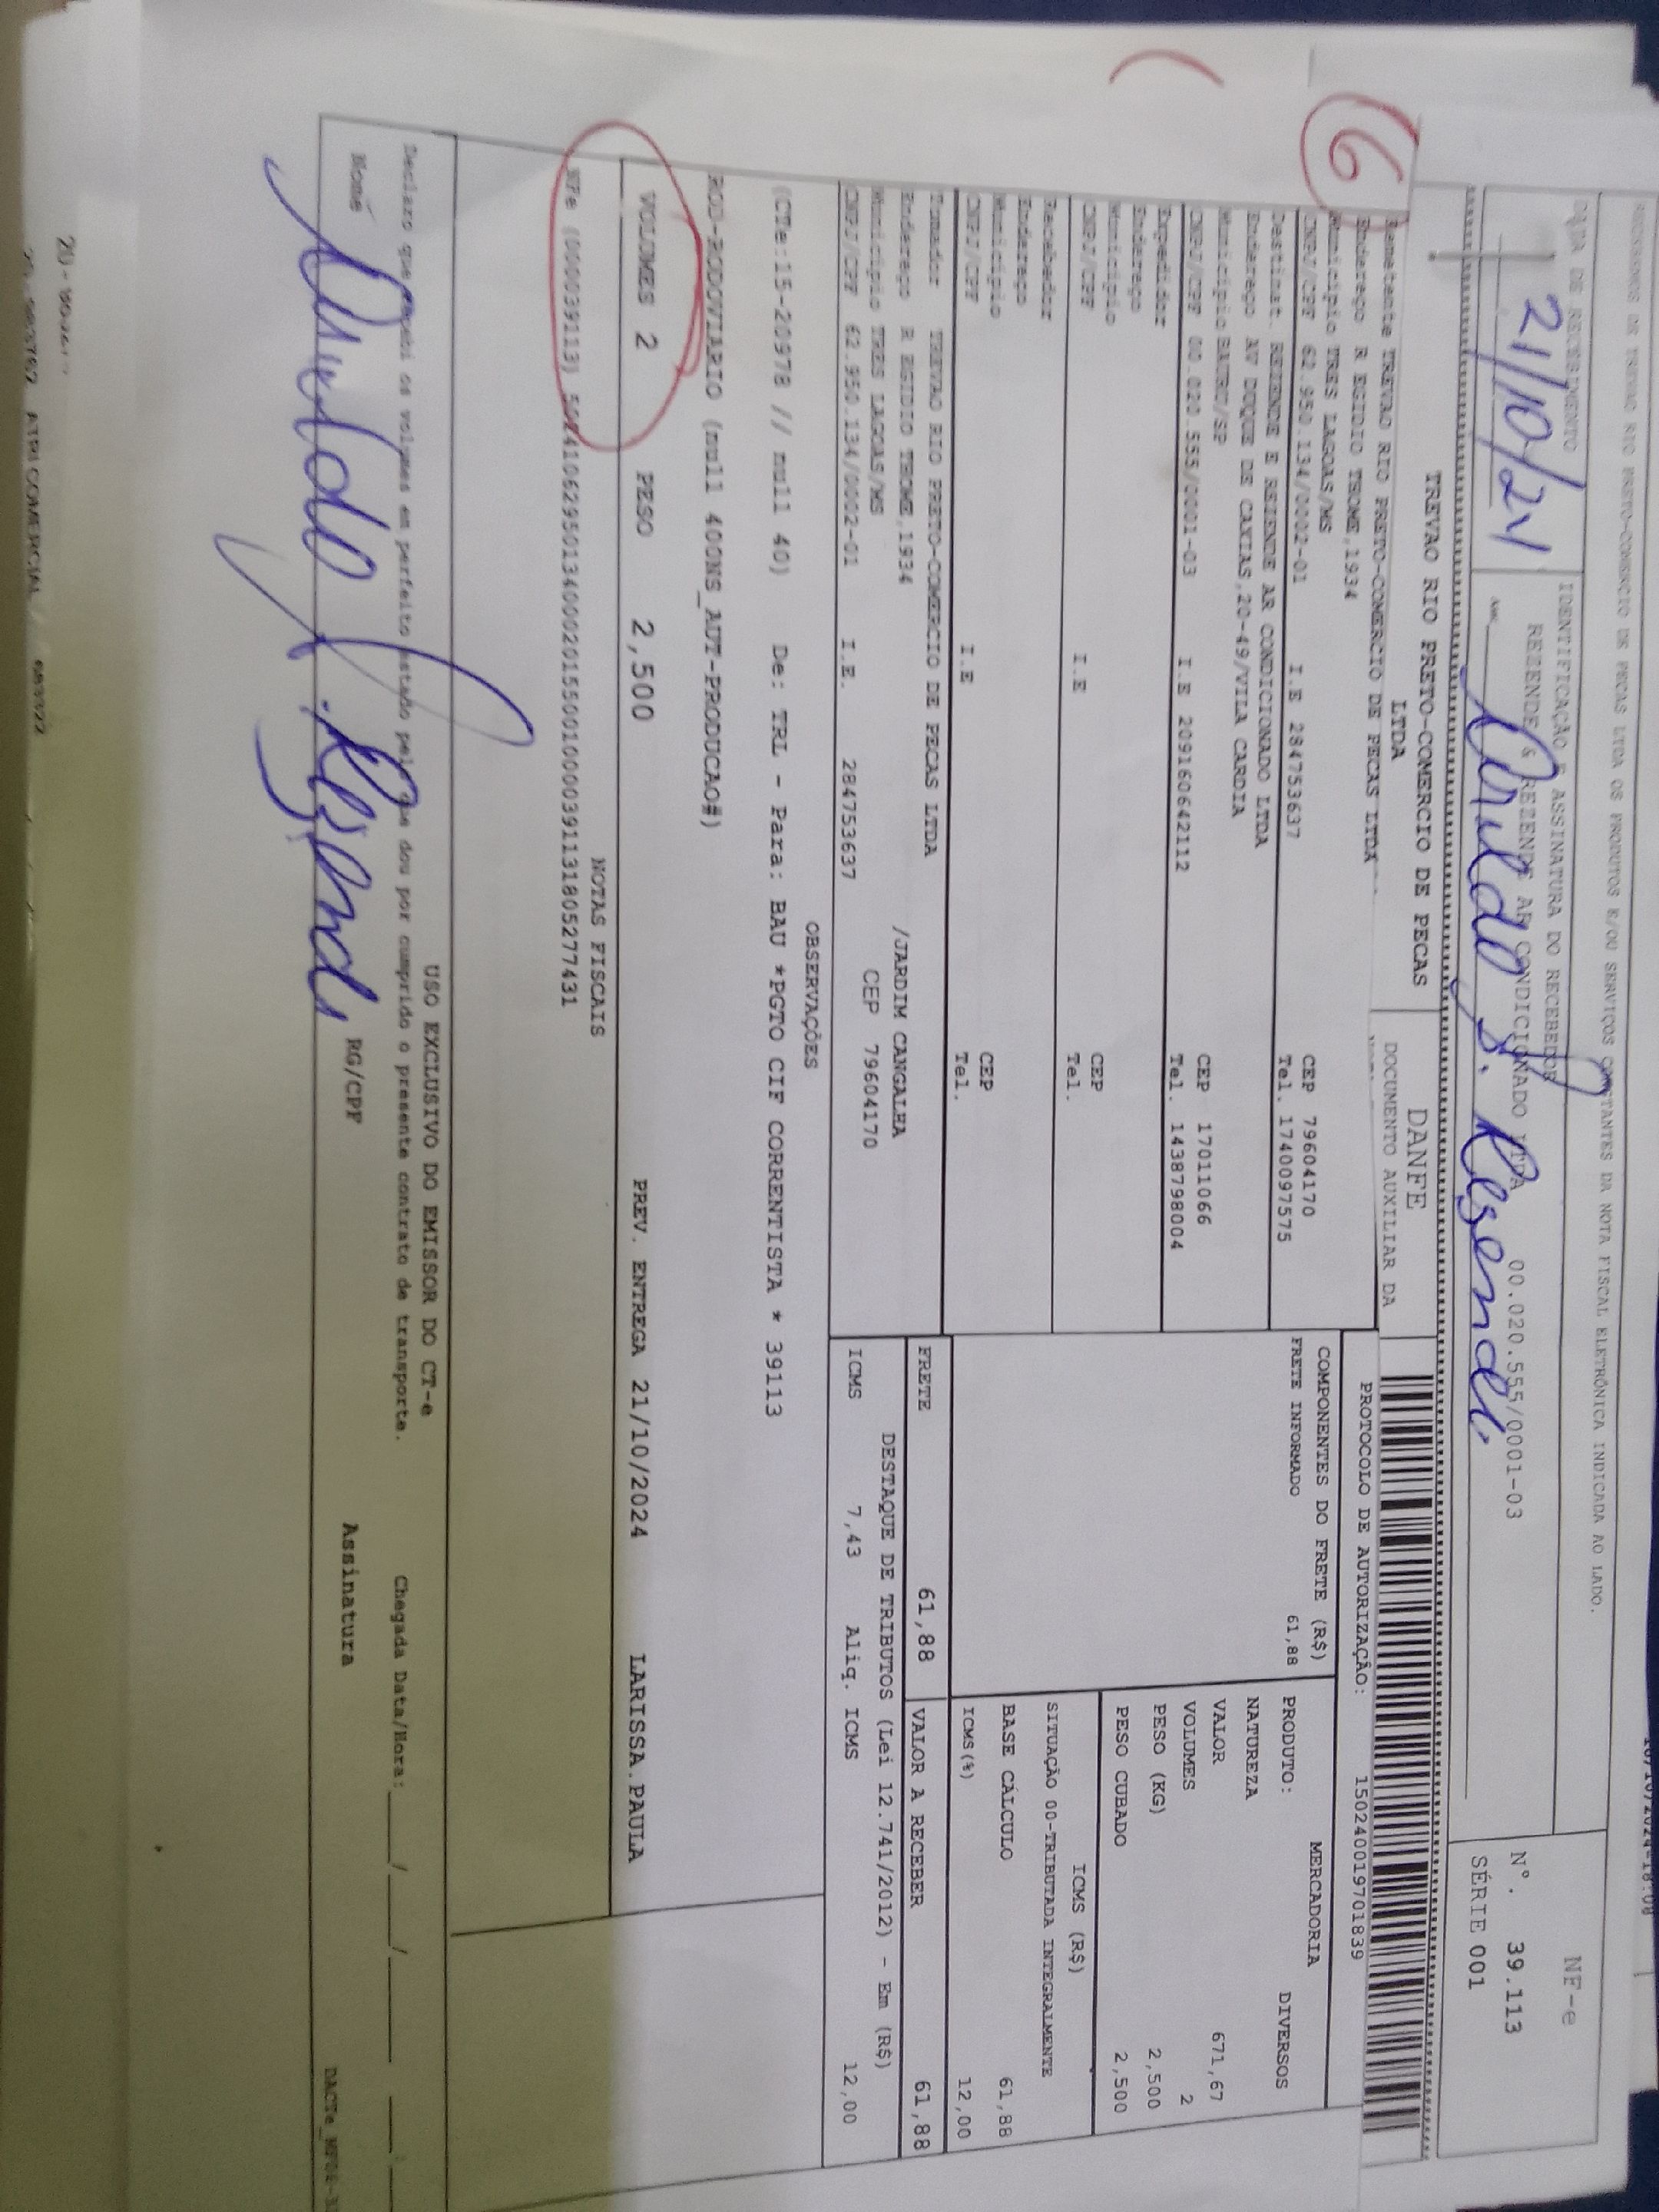 RECEBEMOS DE TREVAO RIO PRETO-COMERCIO DE PECAS LTDA OS PRODUTOS E/OU SERVIÇOS CONSTANTES DA NOTA FISCAL ELETRÔNICA INDICADA AO LADO.
DATA DE RECEBIMENTO
21/10/24
IDENTIFICAÇÃO E ASSINATURA DO RECEBEDOR
REZENDE & REZENDE AR CONDICIONADO LTDA 00.020.555/0001-03
NF-e
Nº. 39.113
SÉRIE 001
TREVAO RIO PRETO-COMERCIO DE PECAS
LTDA
DANFE
DOCUMENTO AUXILIAR DA
6
PROTOCOLO DE AUTORIZAÇÃO: 150240019701839
Remetente TREVAO RIO PRETO-COMERCIO DE PECAS LTDA
Endereço R EGIDIO THOME,1934
Município TRES LAGOAS/MS CEP 79604170
CNPJ/CPF 62.950.134/0002-01 I.E 284753637 Tel. 1740097575
Destinat. REZENDE E REZENDE AR CONDICIONADO LTDA
Endereço AV DUQUE DE CAXIAS,20-49/VILA CARDIA
Município BAURU/SP CEP 17011066
CNPJ/CPF 00.020.555/0001-03 I.E 209160642112 Tel. 1438798004
Expedidor
Endereço
Município CEP
CNPJ/CPF I.E Tel.
Recebedor
Endereço
Município CEP
CNPJ/CPF I.E Tel.
Tomador TREVAO RIO PRETO-COMERCIO DE PECAS LTDA
Endereço R EGIDIO THOME,1934 /JARDIM CANGALHA
Município TRES LAGOAS/MS CEP 79604170
CNPJ/CPF 62.950.134/0002-01 I.E. 284753637
COMPONENTES DO FRETE (R$)
FRETE INFORMADO 61,88
MERCADORIA
PRODUTO: DIVERSOS
NATUREZA
VALOR 671,67
VOLUMES 2
PESO (KG) 2,500
PESO CUBADO 2,500
ICMS (R$)
SITUAÇÃO 00-TRIBUTADA INTEGRALMENTE
BASE CÁLCULO 61,88
ICMS(%) 12,00
FRETE 61,88 VALOR A RECEBER 61,88
DESTAQUE DE TRIBUTOS (Lei 12.741/2012) - Em (R$)
ICMS 7,43 Aliq. ICMS 12,00
OBSERVAÇÕES
(CTe:15-20978 // null 40) De: TRL - Para: BAU *PGTO CIF CORRENTISTA * 39113
ROD-RODOVIARIO (null 400NS_AUT-PRODUCAO#)
VOLUMES 2 PESO 2,500 PREV. ENTREGA 21/10/2024 LARISSA.PAULA
NOTAS FISCAIS
NFe (000039113) 50241062950134000201550010000391131805277431
USO EXCLUSIVO DO EMISSOR DO CT-e
Declaro que recebi os volumes em perfeito estado pelo que dou por cumprido o presente contrato de transporte. Chegada Data/Hora:___/___/___ __:__
Nome RG/CPF Assinatura